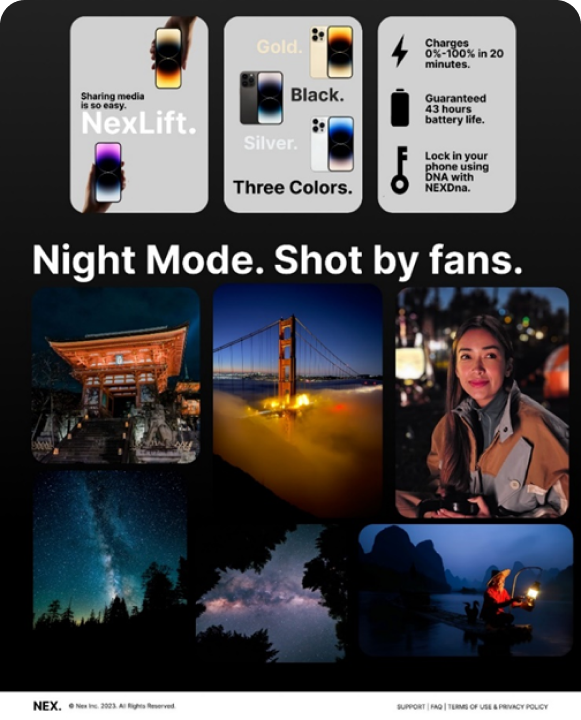 Sharing media
is so easy.
NexLift.
Gold.
Black.
Silver.
Three Colors.
Charges
0%-100% in 20
minutes.
Guaranteed
43 hours
battery life.
Lock in your
phone using
DNA with
NEXDna.
Night Mode. Shot by fans.
NEX. © Nex Inc. 2023. All Rights Reserved.
SUPPORT | FAQ | TERMS OF USE & PRIVACY POLICY